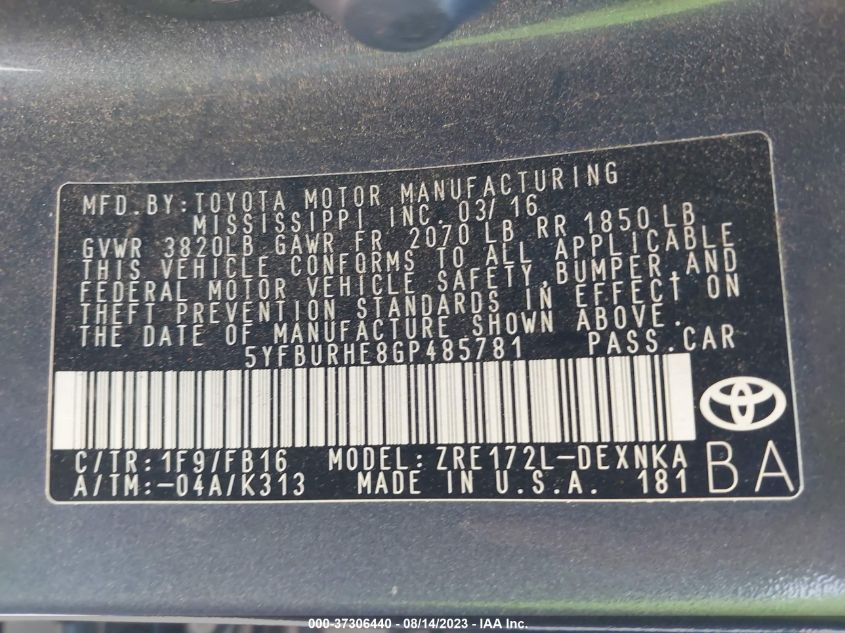 MFD.BY:TOYOTA MOTOR MANUFACTURING
MISSISSIPPI INC. 03/16
GVWR 3820LB GAWR FR 2070 LB RR 1850 LB
THIS VEHICLE CONFORMS TO ALL APPLICABLE
FEDERAL MOTOR VEHICLE SAFETY,BUMPER,AND
THEFT PREVENTION STANDARDS IN EFFECT ON
THE DATE OF MANUFACTURE SHOWN ABOVE.
5YFBURHE8GP485781 PASS.CAR
C/TR:1F9/FB16 MODEL:ZRE172L-DEXNKA
A/TM:-04A/K313 MADE IN U.S.A. 181
BA
000-37306440 - 08/14/2023 - IAA Inc.